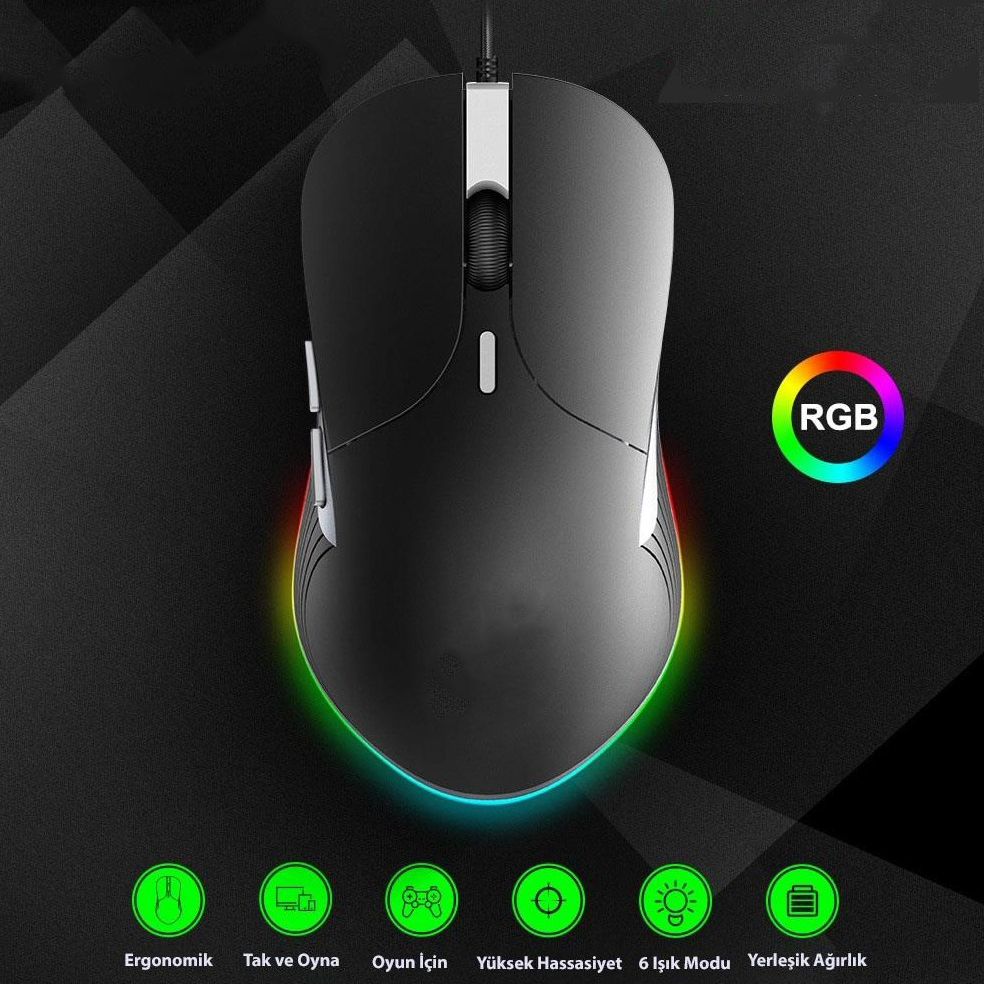 RGB
Ergonomik
Tak ve Oyna
Oyun İçin
Yüksek Hassasiyet
6 Işık Modu
Yerleşik Ağırlık